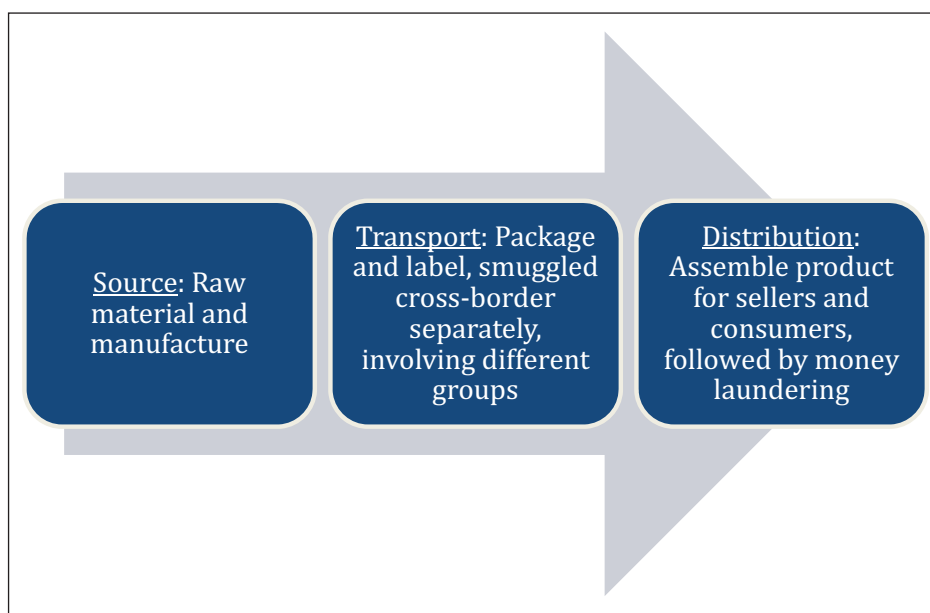 Source: Raw
material and
manufacture
Transport: Package
and label, smuggled
cross-border
separately,
involving different
groups
Distribution:
Assemble product
for sellers and
consumers,
followed by money
laundering